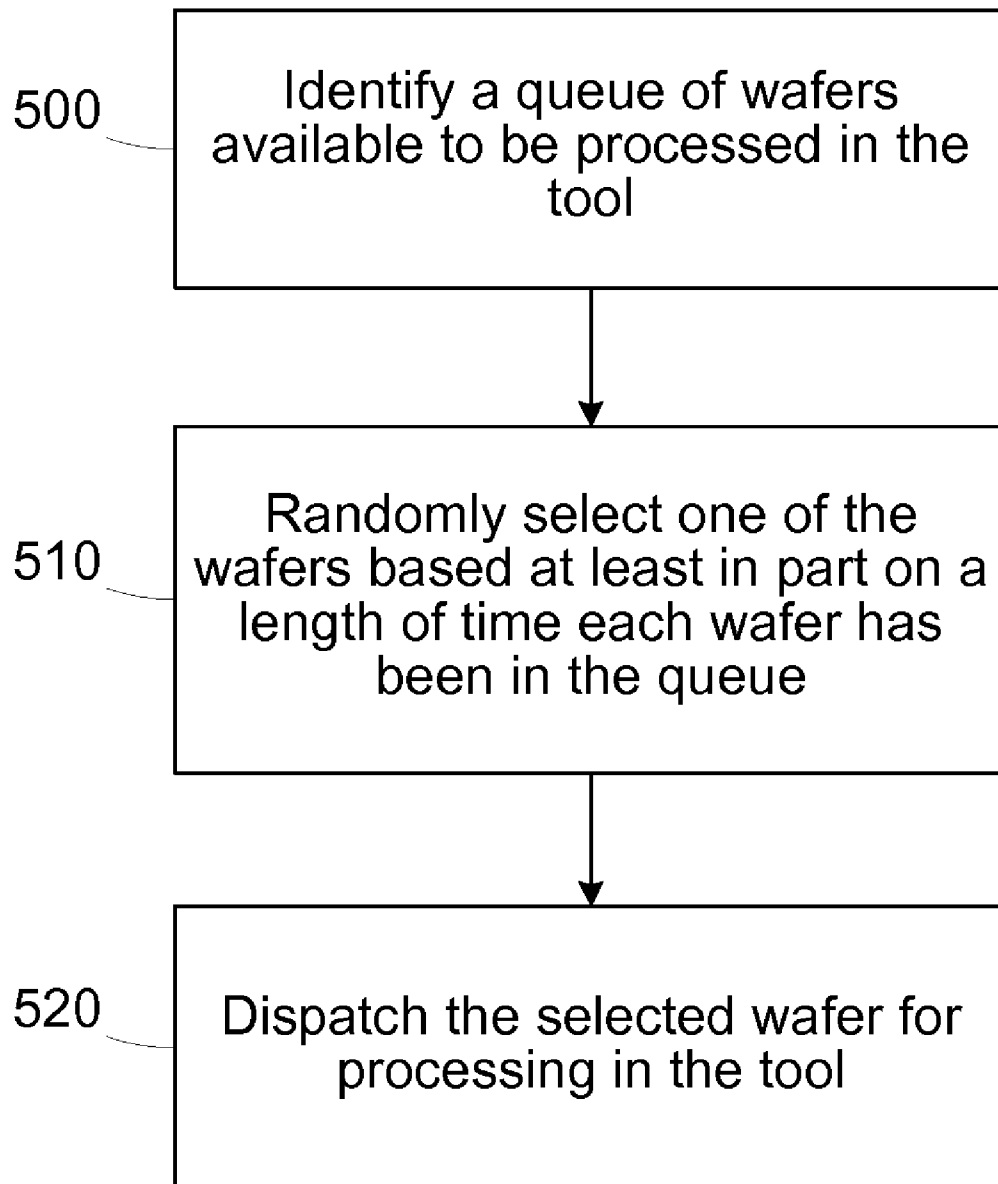 500
Identify a queue of wafers
available to be processed in the
tool
510
Randomly select one of the
wafers based at least in part on a
length of time each wafer has
been in the queue
520
Dispatch the selected wafer for
processing in the tool